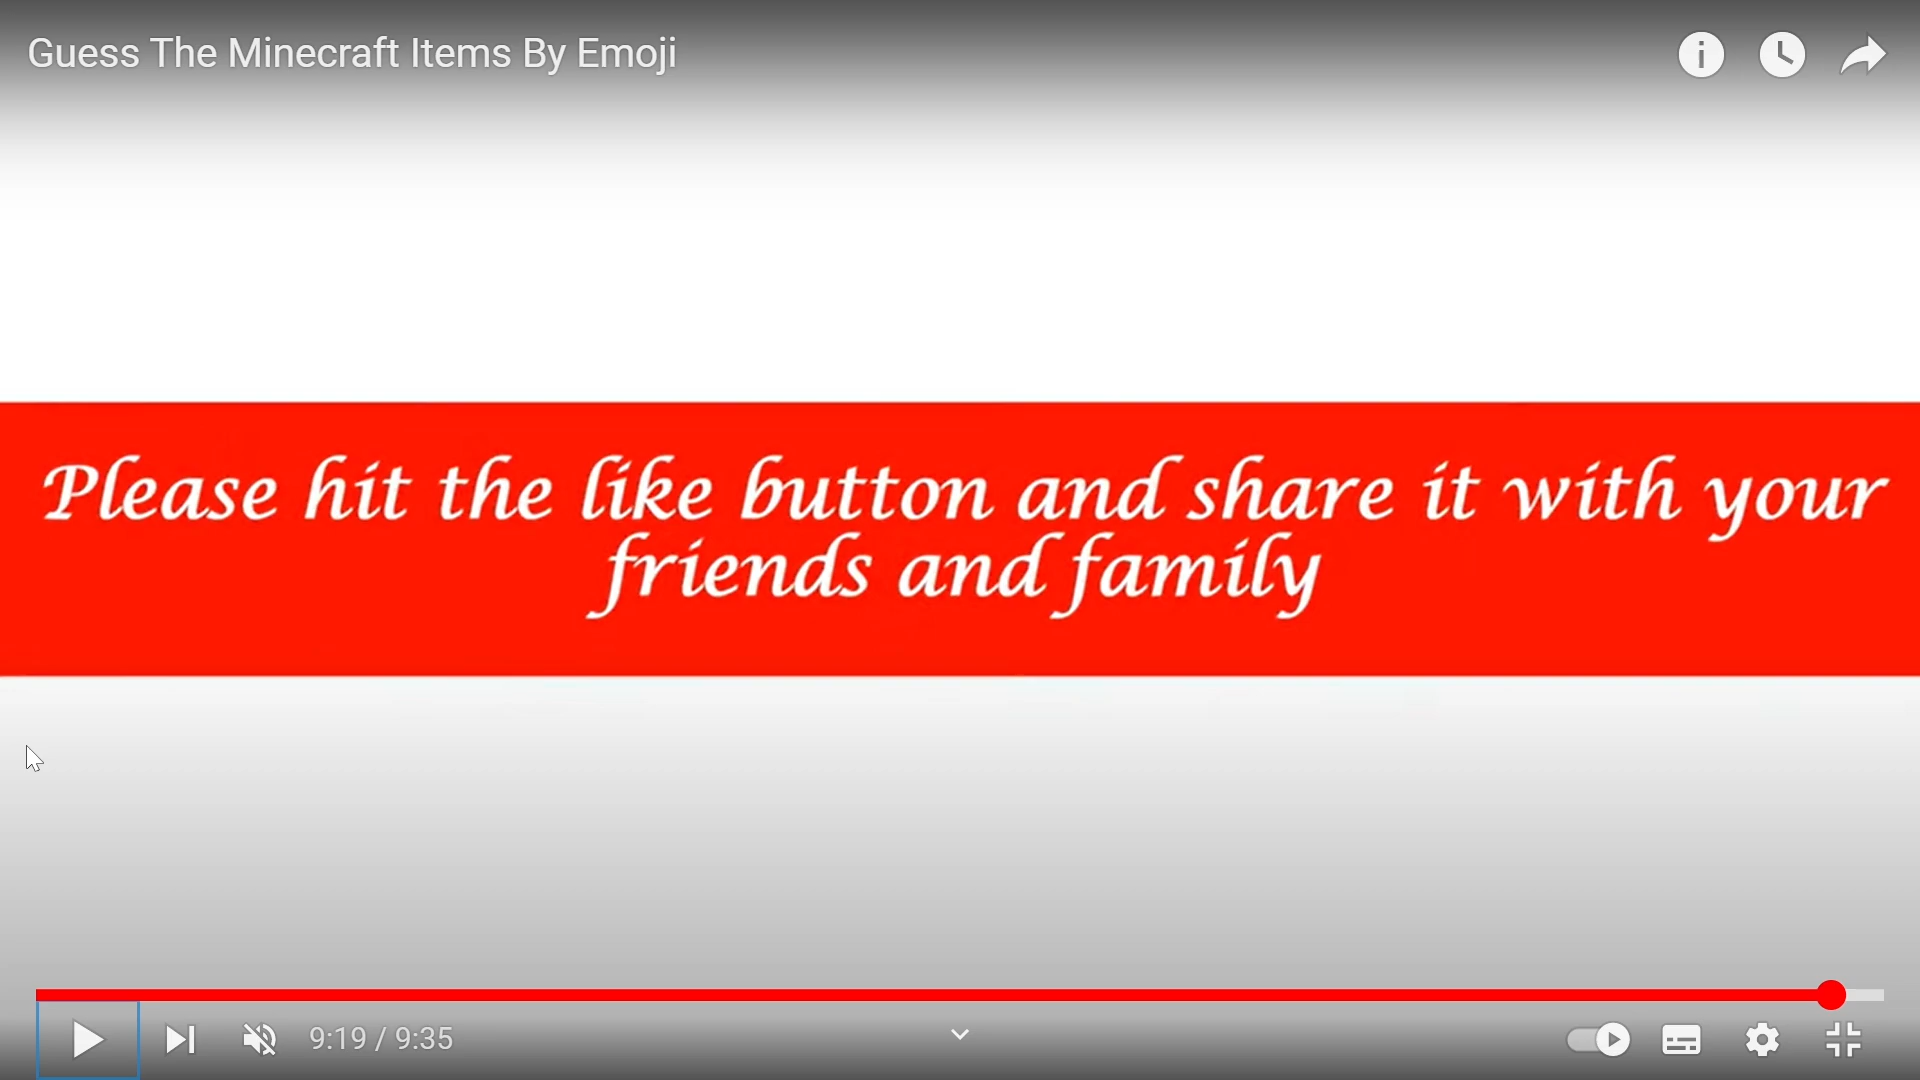 Guess The Minecraft Items By Emoji
Please hit the like button and share it with your
friends and family
9:19 / 9:35